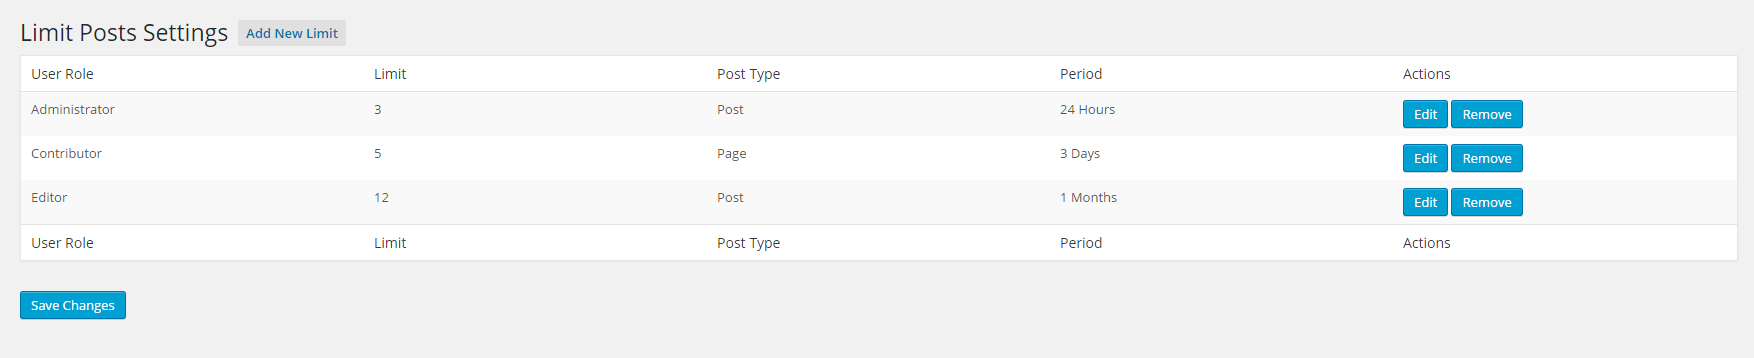 Limit Posts Settings Add New Limit
User Role Limit Post Type Period Actions
Administrator 3 Post 24 Hours Edit Remove
Contributor 5 Page 3 Days Edit Remove
Editor 12 Post 1 Months Edit Remove
User Role Limit Post Type Period Actions
Save Changes